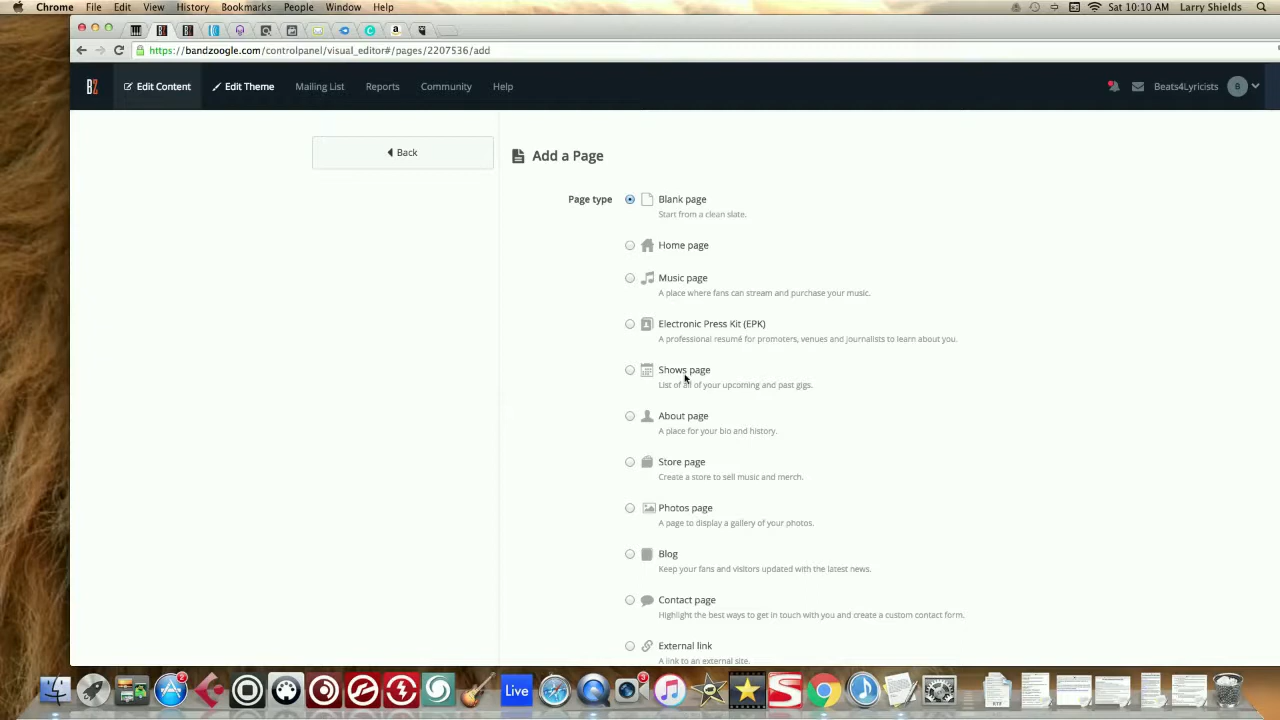 Chrome File Edit View History Bookmarks People Window Help Sat 10:10 AM Larry Shields
https://bandzoogle.com/controlpanel/visual_editor#/pages/2207536/add
BZ Edit Content Edit Theme Mailing List Reports Community Help Beats4Lyricists B
Back
Add a Page
Page type Blank page
Start from a clean slate.
Home page
Music page
A place where fans can stream and purchase your music.
Electronic Press Kit (EPK)
A professional resumé for promoters, venues and journalists to learn about you.
Shows page
List of all of your upcoming and past gigs.
About page
A place for your bio and history.
Store page
Create a store to sell music and merch.
Photos page
A page to display a gallery of your photos.
Blog
Keep your fans and visitors updated with the latest news.
Contact page
Highlight the best ways to get in touch with you and create a custom contact form.
External link
A link to an external site.
2 Live 3